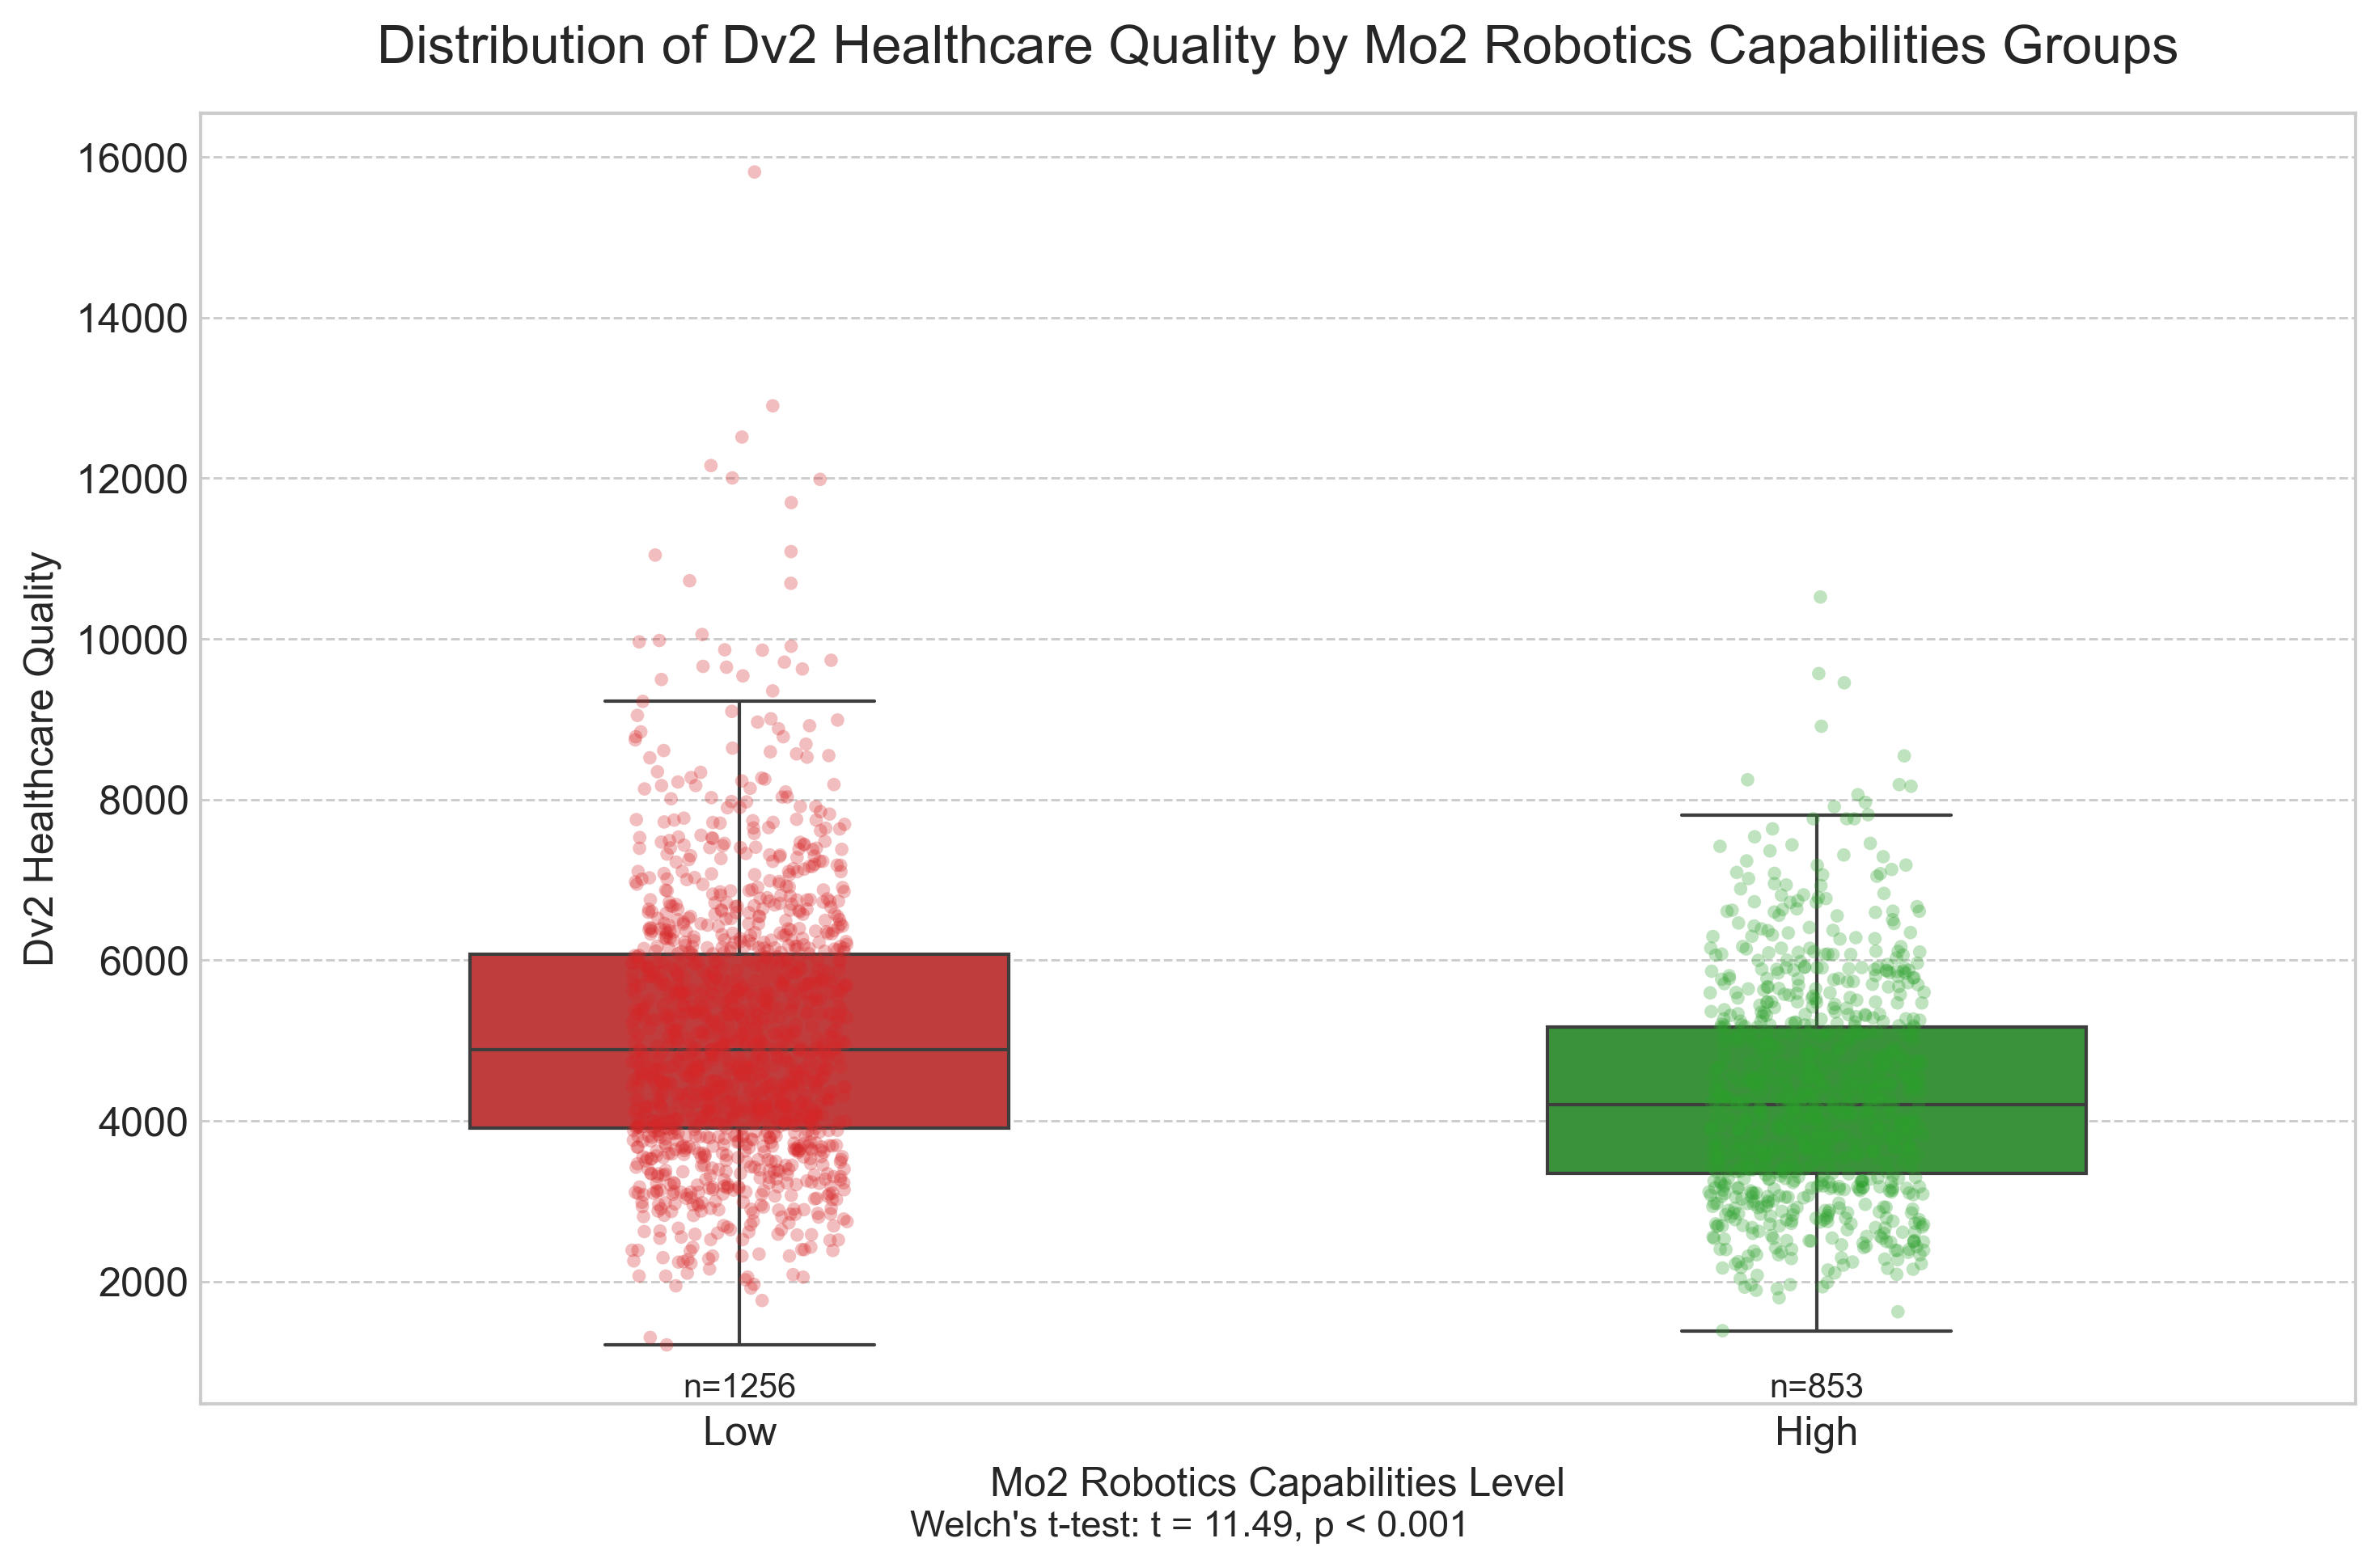 Distribution of Dv2 Healthcare Quality by Mo2 Robotics Capabilities Groups
Dv2 Healthcare Quality
16000
14000
12000
10000
8000
6000
4000
2000
n=1256
n=853
Low
High
Mo2 Robotics Capabilities Level
Welch's t-test: t = 11.49, p < 0.001